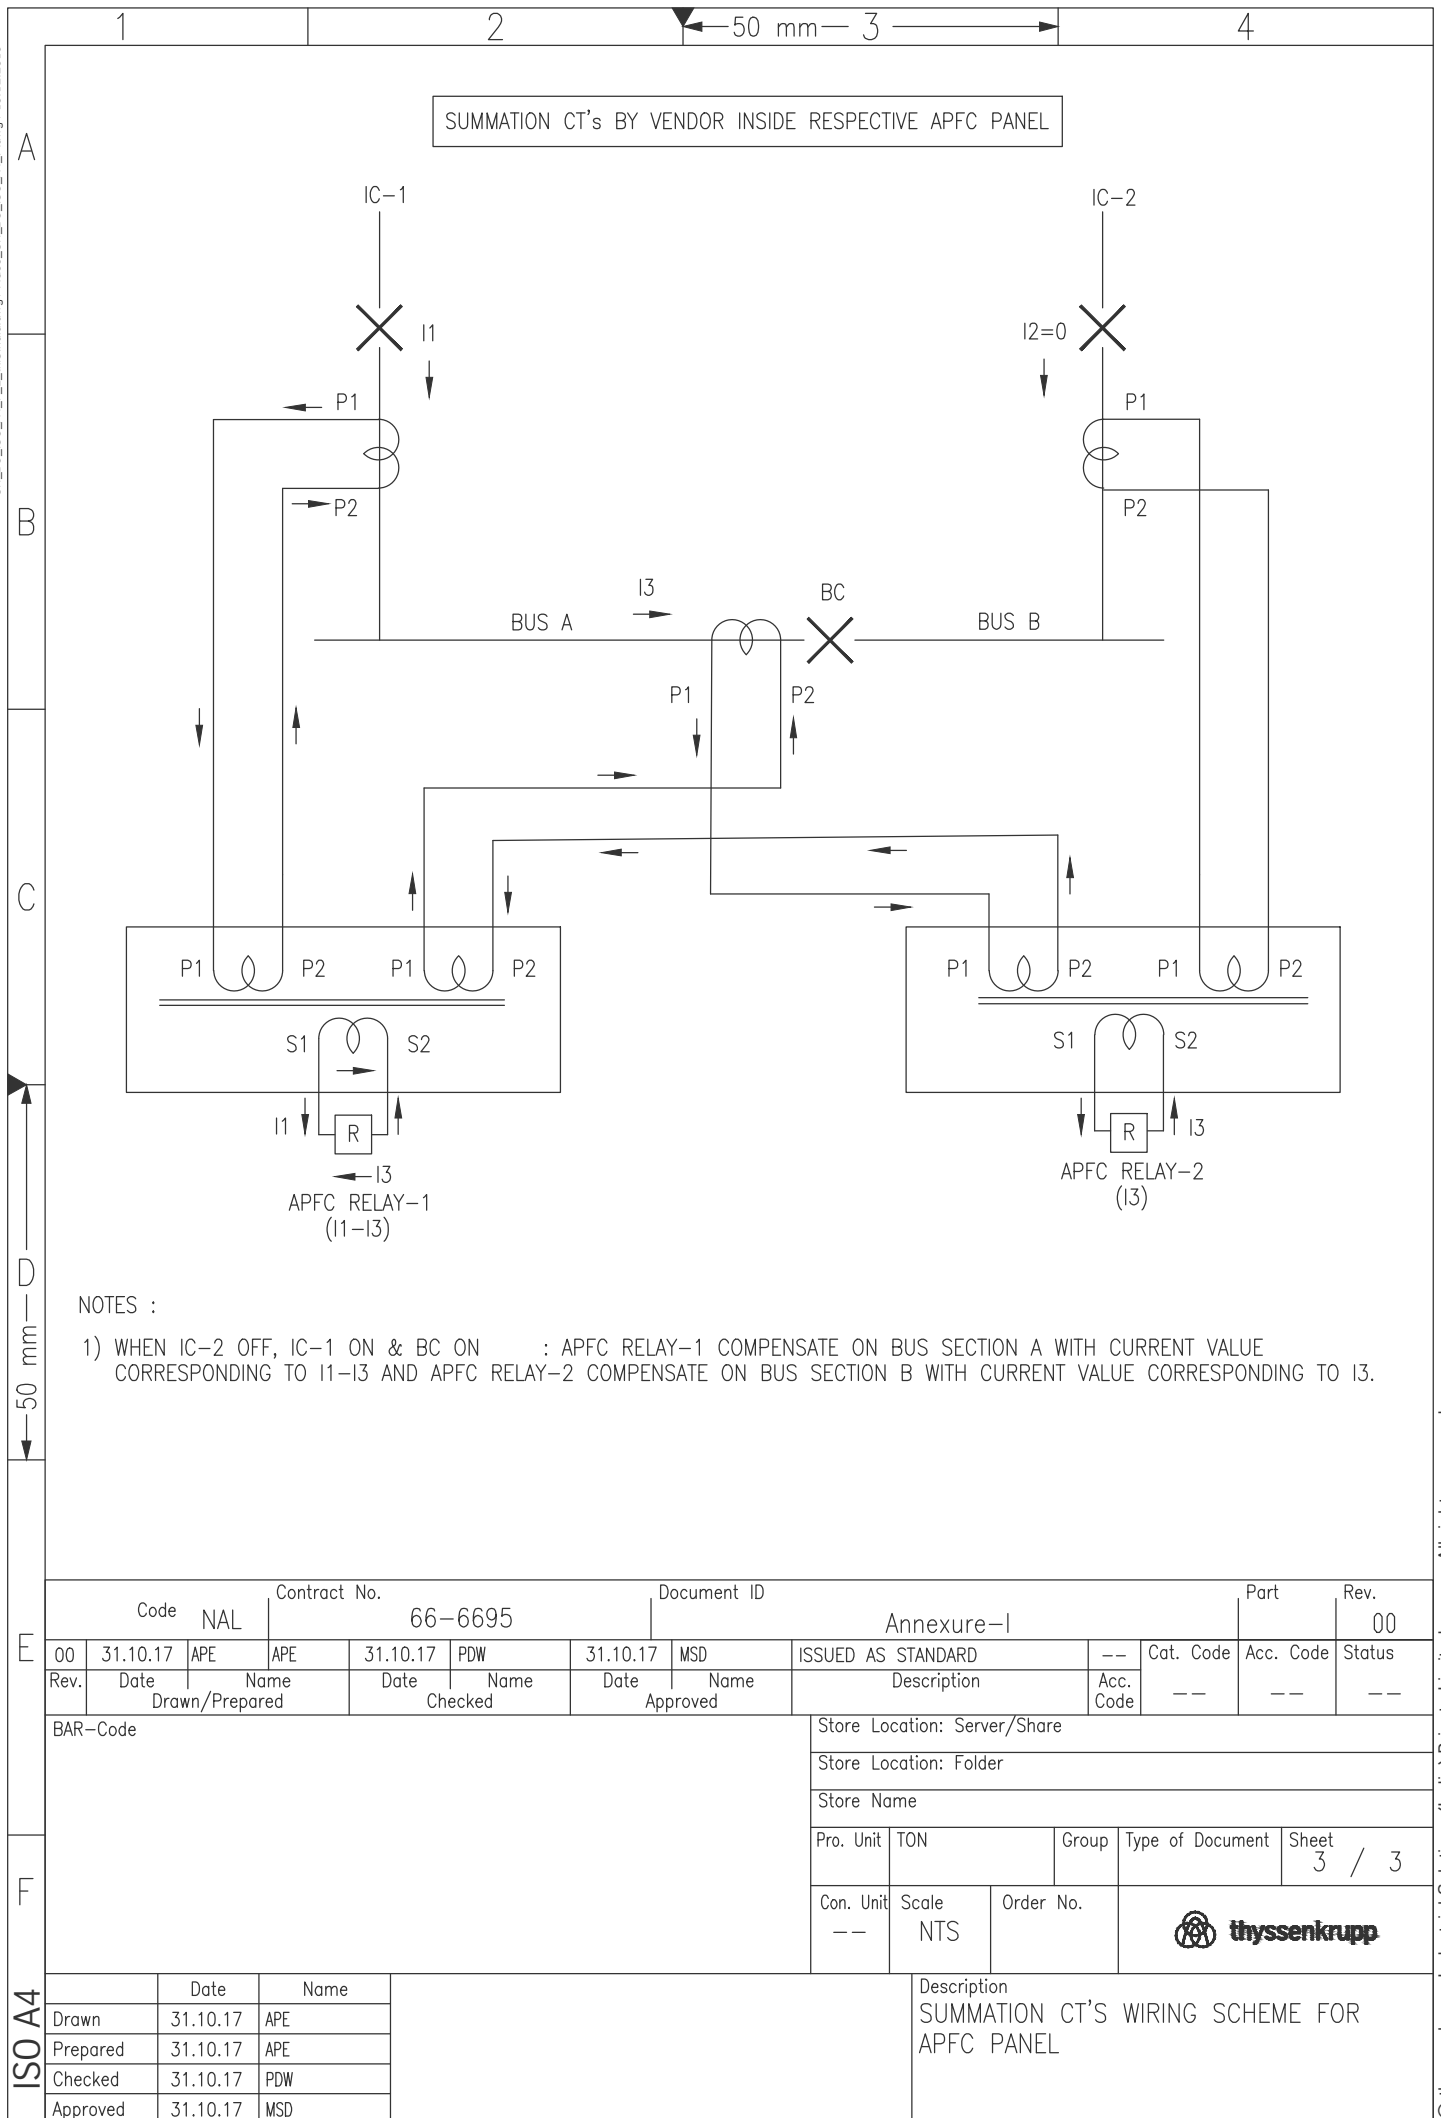 1 2 50 mm 3 4
A
SUMMATION CT's BY VENDOR INSIDE RESPECTIVE APFC PANEL
IC-1 IC-2
I1 I2=0
P1 P1
B
P2 P2
I3 BC
BUS A BUS B
P1 P2
C
P1 P2 P1 P2 P1 P2 P1 P2
S1 S2 S1 S2
I1 R R I3
I3
APFC RELAY-1
(I1-I3)
APFC RELAY-2
(I3)
D
50 mm
NOTES :
1) WHEN IC-2 OFF, IC-1 ON & BC ON : APFC RELAY-1 COMPENSATE ON BUS SECTION A WITH CURRENT VALUE
CORRESPONDING TO I1-I3 AND APFC RELAY-2 COMPENSATE ON BUS SECTION B WITH CURRENT VALUE CORRESPONDING TO I3.
E
Code NAL Contract No. 66-6695 Document ID Annexure-I Part Rev. 00
00 31.10.17 APE APE 31.10.17 PDW 31.10.17 MSD ISSUED AS STANDARD -- Cat. Code Acc. Code Status
Rev. Date Name Date Name Date Name Description Acc. Code -- -- --
Drawn/Prepared Checked Approved
BAR-Code
Store Location: Server/Share
Store Location: Folder
Store Name
F
Pro. Unit TON Group Type of Document Sheet 3 / 3
Con. Unit -- Scale NTS Order No. thyssenkrupp
ISO A4
Date Name
Drawn 31.10.17 APE
Prepared 31.10.17 APE
Checked 31.10.17 PDW
Approved 31.10.17 MSD
Description
SUMMATION CT'S WIRING SCHEME FOR
APFC PANEL